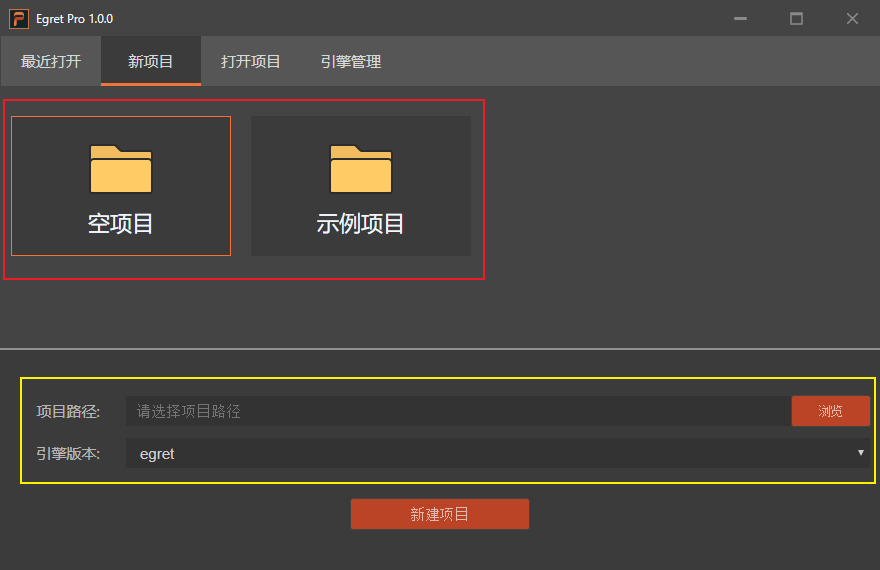 Egret Pro 1.0.0
最近打开 新项目 打开项目 引擎管理
空项目 示例项目
项目路径: 请选择项目路径 浏览
引擎版本: egret
新建项目